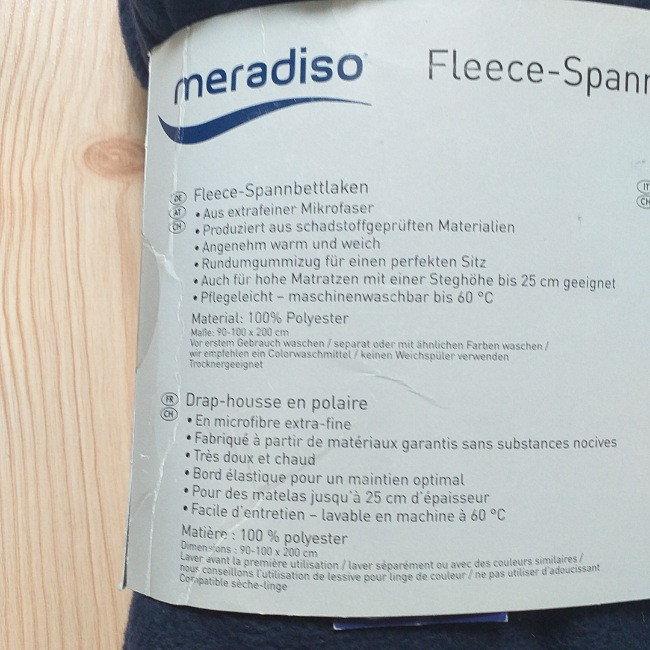 meradiso
Fleece-Spann
DE
AT
CH
Fleece-Spannbettlaken
• Aus extrafeiner Mikrofaser
• Produziert aus schadstoffgeprüften Materialien
• Angenehm warm und weich
• Rundumgummizug für einen perfekten Sitz
• Auch für hohe Matratzen mit einer Steghöhe bis 25 cm geeignet
• Pflegeleicht – maschinenwaschbar bis 60 °C
Material: 100% Polyester
Maße: 90-100 x 200 cm
Vor erstem Gebrauch waschen / separat oder mit ähnlichen Farben waschen /
wir empfehlen ein Colorwaschmittel / keinen Weichspüler verwenden
Trocknergeeignet
FR
CH
Drap-housse en polaire
• En microfibre extra-fine
• Fabriqué à partir de matériaux garantis sans substances nocives
• Très doux et chaud
• Bord élastique pour un maintien optimal
• Pour des matelas jusqu'à 25 cm d'épaisseur
• Facile d'entretien – lavable en machine à 60 °C
Matière : 100 % polyester
Dimensions : 90-100 x 200 cm
Laver avant la première utilisation / laver séparément ou avec des couleurs similaires /
nous conseillons l'utilisation de lessive pour linge de couleur / ne pas utiliser d'adoucissant
Compatible sèche-linge
IT
CH